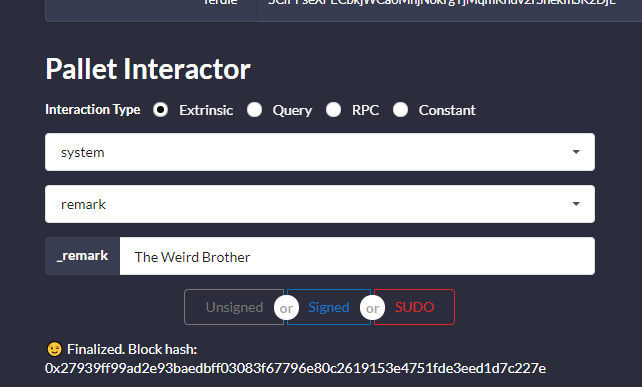 Pallet Interactor
Interaction Type Extrinsic Query RPC Constant
system
remark
_remark The Weird Brother
Unsigned or Signed or SUDO
😉 Finalized. Block hash:
0x27939ff99ad2e93baedbff03083f67796e80c2619153e4751fde3eed1d7c227e